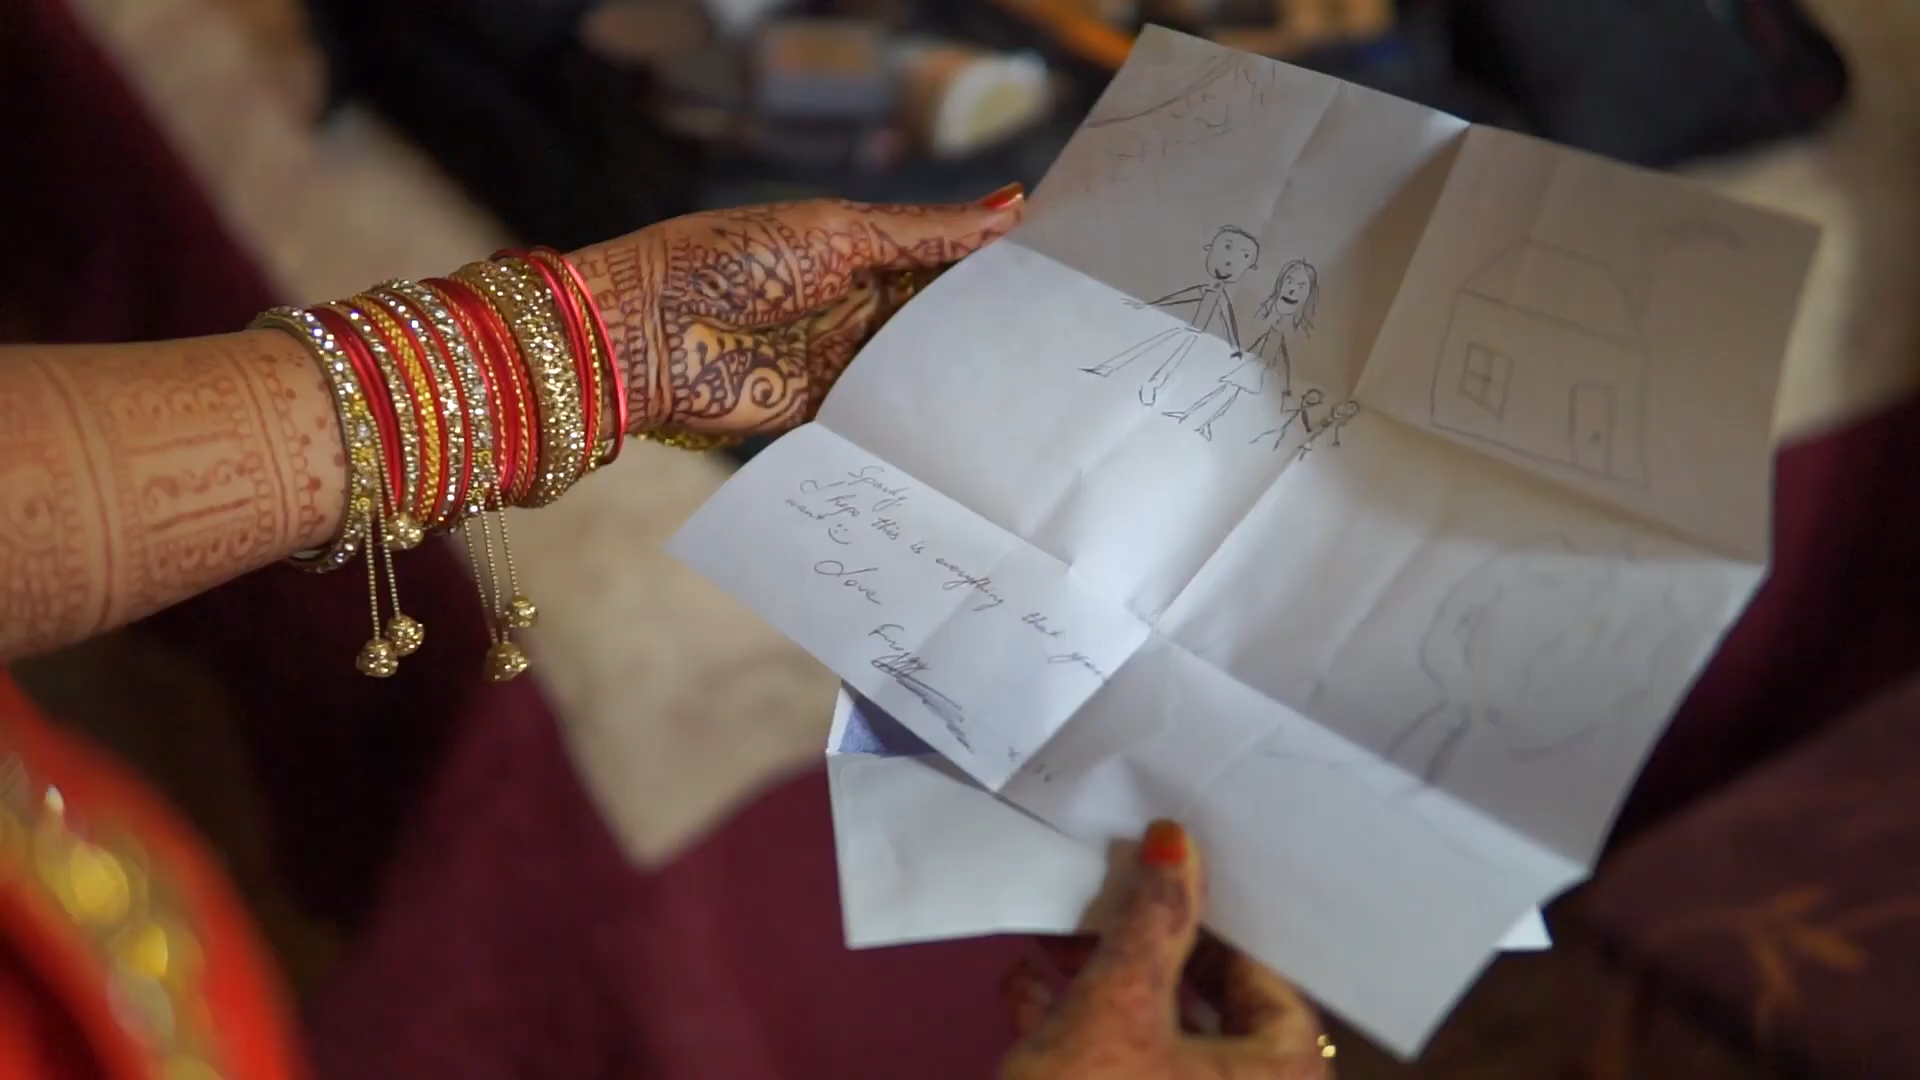 Sparky,
I hope this is everything that you
want :)
Love